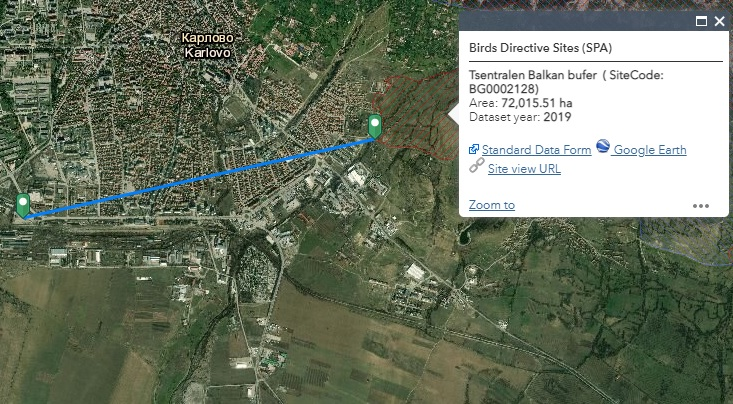 Карлово
Karlovo
Birds Directive Sites (SPA)
Tsentralen Balkan bufer ( SiteCode:
BG0002128)
Area: 72,015.51 ha
Dataset year: 2019
Standard Data Form Google Earth
Site view URL
Zoom to